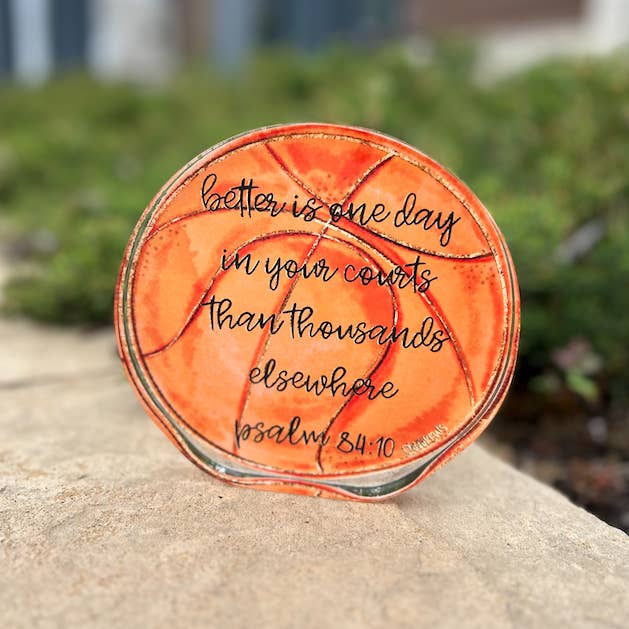 better is one day
in your courts
than thousands
elsewhere
psalm 84:10